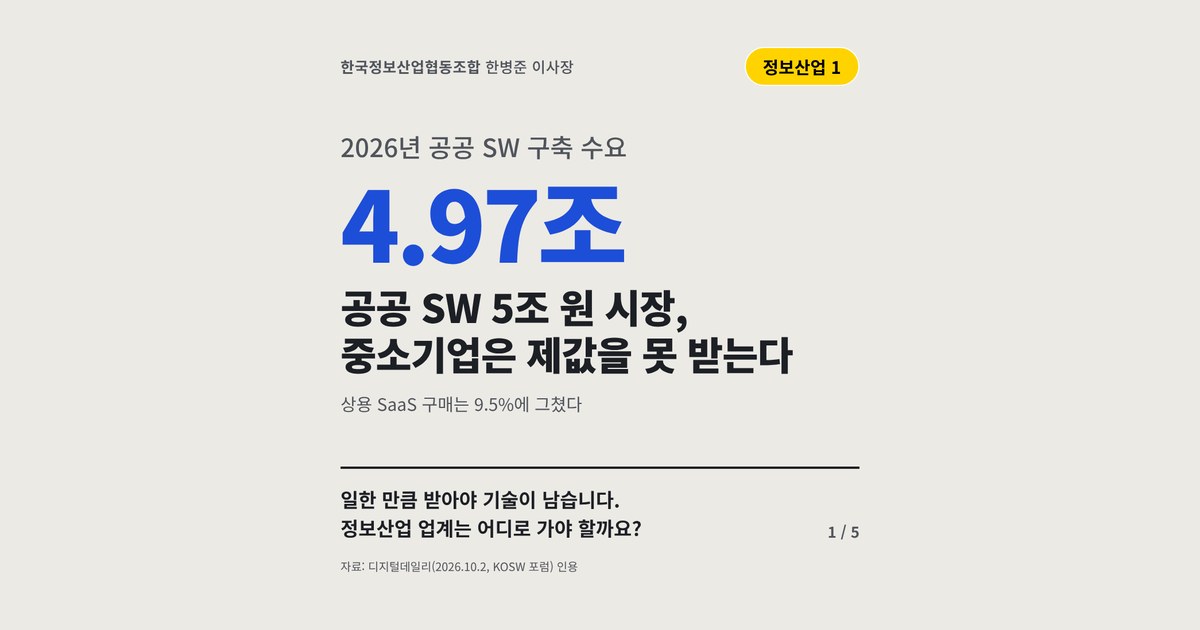 한국정보산업협동조합 한병준 이사장
정보산업 1
2026년 공공 SW 구축 수요
4.97조
공공 SW 5조 원 시장,
중소기업은 제값을 못 받는다
상용 SaaS 구매는 9.5%에 그쳤다
일한 만큼 받아야 기술이 남습니다.
정보산업 업계는 어디로 가야 할까요?
1 / 5
자료: 디지털데일리(2026.10.2, KOSW 포럼) 인용